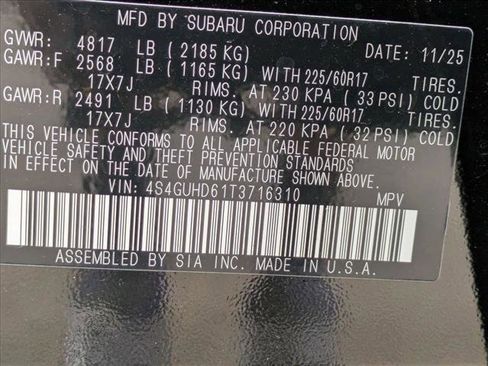 MFD BY SUBARU CORPORATION
GVWR: 4817 LB ( 2185 KG) DATE: 11/25
GAWR:F 2568 LB ( 1165 KG) WITH 225/60R17 TIRES.
17X7J RIMS. AT 230 KPA ( 33 PSI) COLD
GAWR:R 2491 LB ( 1130 KG) WITH 225/60R17 TIRES.
17X7J RIMS. AT 220 KPA ( 32 PSI) COLD
THIS VEHICLE CONFORMS TO ALL APPLICABLE FEDERAL MOTOR
VEHICLE SAFETY AND THEFT PREVENTION STANDARDS
IN EFFECT ON THE DATE OF MANUFACTURE SHOWN ABOVE.
VIN: 4S4GUHD61T3716310 MPV
ASSEMBLED BY SIA INC. MADE IN U.S.A.